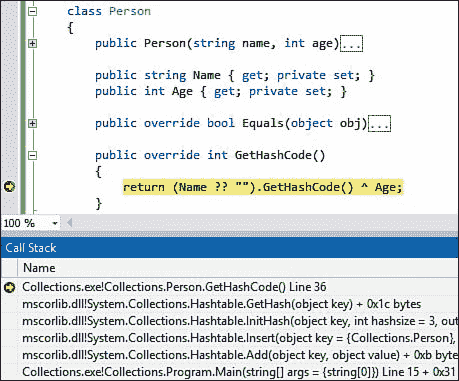 class Person
{
public Person(string name, int age)...
public string Name { get; private set; }
public int Age { get; private set; }
public override bool Equals(object obj)...
public override int GetHashCode()
{
return (Name ?? "").GetHashCode() ^ Age;
}
100 %
Call Stack
Name
Collections.exe!Collections.Person.GetHashCode() Line 36
mscorlib.dll!System.Collections.Hashtable.GetHash(object key) + 0x1c bytes
mscorlib.dll!System.Collections.Hashtable.InitHash(object key, int hashsize = 3, out
mscorlib.dll!System.Collections.Hashtable.Insert(object key = {Collections.Person},
mscorlib.dll!System.Collections.Hashtable.Add(object key, object value) + 0xb byte
Collections.exe!Collections.Program.Main(string[] args = {string[0]}) Line 15 + 0x31